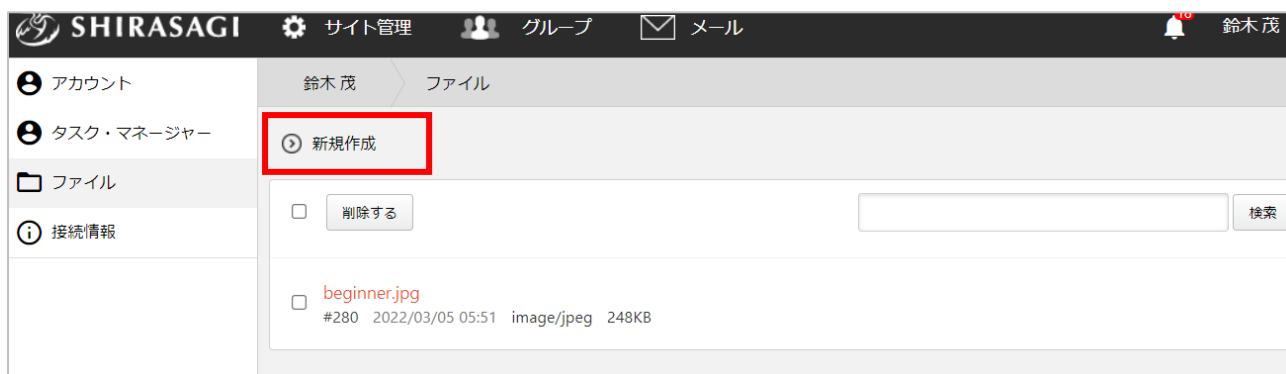 SHIRASAGI サイト管理 グループ メール 鈴木 茂
アカウント
タスク・マネージャー
ファイル
接続情報
鈴木 茂 ファイル
新規作成
削除する 検索
beginner.jpg
#280 2022/03/05 05:51 image/jpeg 248KB